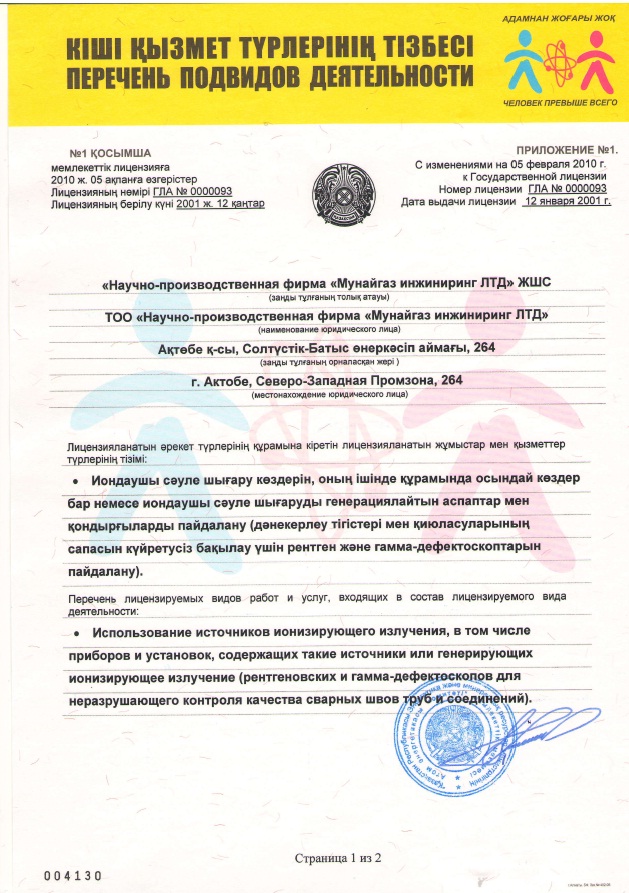 АДАМНАН ЖОҒАРЫ ЖОҚ
КІШІ ҚЫЗМЕТ ТҮРЛЕРІНІҢ ТІЗБЕСІ
ПЕРЕЧЕНЬ ПОДВИДОВ ДЕЯТЕЛЬНОСТИ
ЧЕЛОВЕК ПРЕВЫШЕ ВСЕГО
№1 ҚОСЫМША
мемлекеттік лицензияға
2010 ж. 05 ақпанға өзгерістер
Лицензияның немірі ГЛА № 0000093
Лицензияның берілу күні 2001 ж. 12 қаңтар
ПРИЛОЖЕНИЕ №1.
С изменениями на 05 февраля 2010 г.
к Государственной лицензии
Номер лицензии ГЛА № 0000093
Дата выдачи лицензии 12 января 2001 г.
«Научно-производственная фирма «Мунайгаз инжиниринг ЛТД» ЖШС
(заңды тұлғаның толық атауы)
ТОО «Научно-производственная фирма «Мунайгаз инжиниринг ЛТД»
(наименование юридического лица)
Ақтөбе қ-сы, Солтүстік-Батыс өнеркәсіп аймағы, 264
(заңды тұлғаның орналасқан жері )
г. Актобе, Северо-Западная Промзона, 264
(местонахождение юридического лица)
Лицензияланатын әрекет түрлерінің құрамына кіретін лицензияланатын жұмыстар мен қызметтер
түрлерінің тізімі:
• Иондаушы сәуле шығару көздерін, оның ішінде құрамында осындай көздер
бар немесе иондаушы сәуле шығаруды генерациялайтын аспаптар мен
қондырғыларды пайдалану (дәнекерлеу тігістері мен қиюласуларының
сапасын күйретусіз бақылау үшін рентген және гамма-дефектоскоптарын
пайдалану).
Перечень лицензируемых видов работ и услуг, входящих в состав лицензируемого вида
деятельности:
• Использование источников ионизирующего излучения, в том числе
приборов и установок, содержащих такие источники или генерирующих
ионизирующее излучение (рентгеновских и гамма-дефектоскопов для
неразрушающего контроля качества сварных швов труб и соединений).
Страница 1 из 2
004130